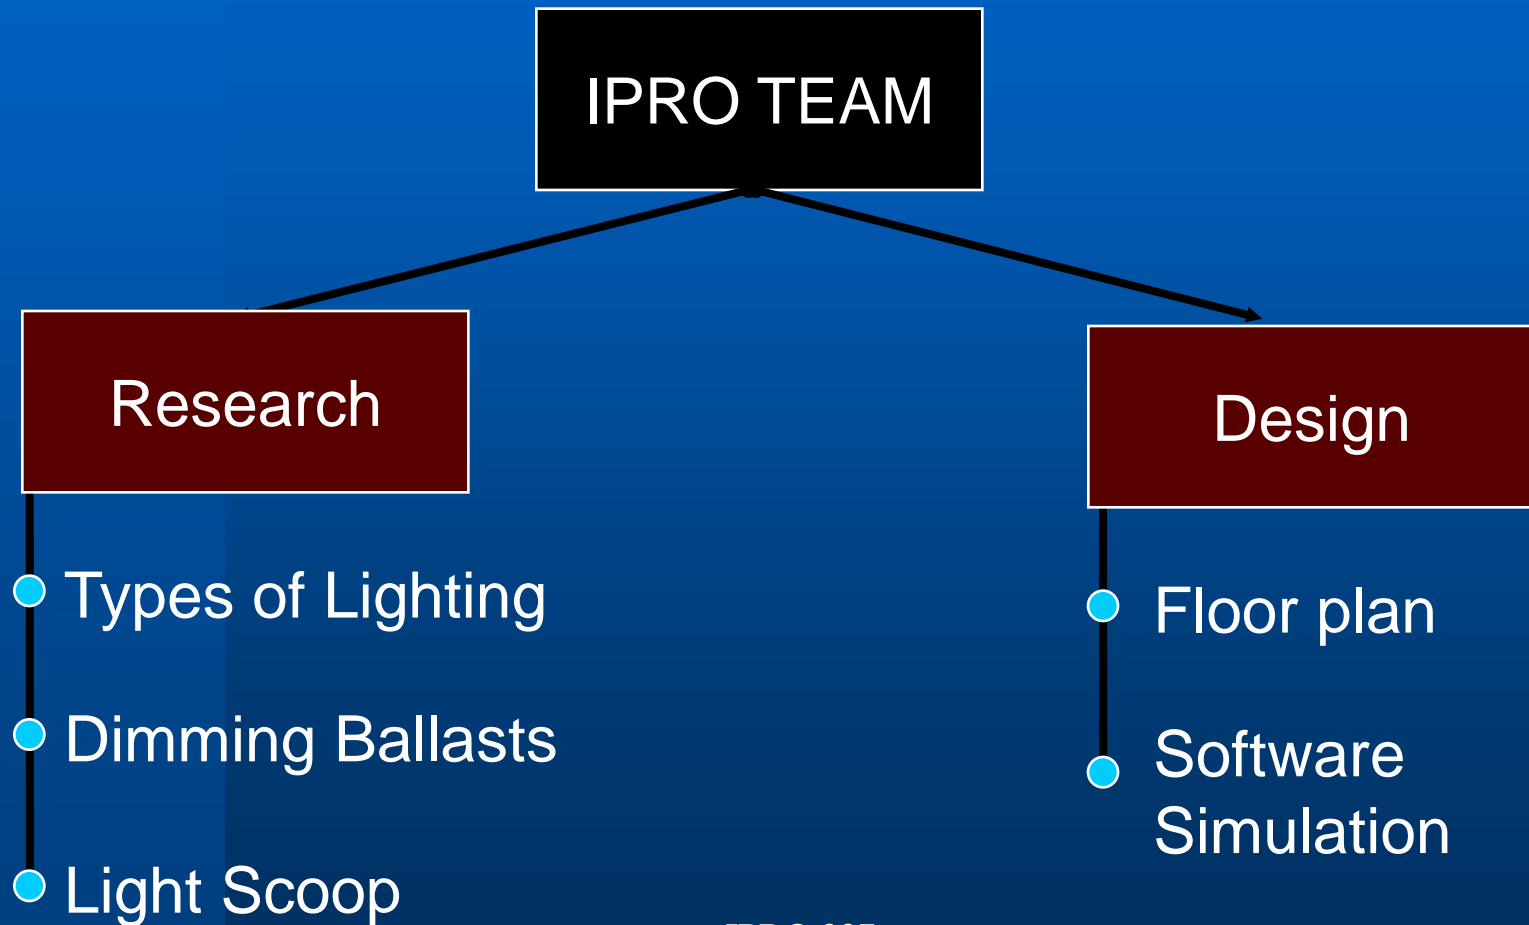 IPRO TEAM
Research
Design
Types of Lighting
Dimming Ballasts
Light Scoop
Floor plan
Software
Simulation